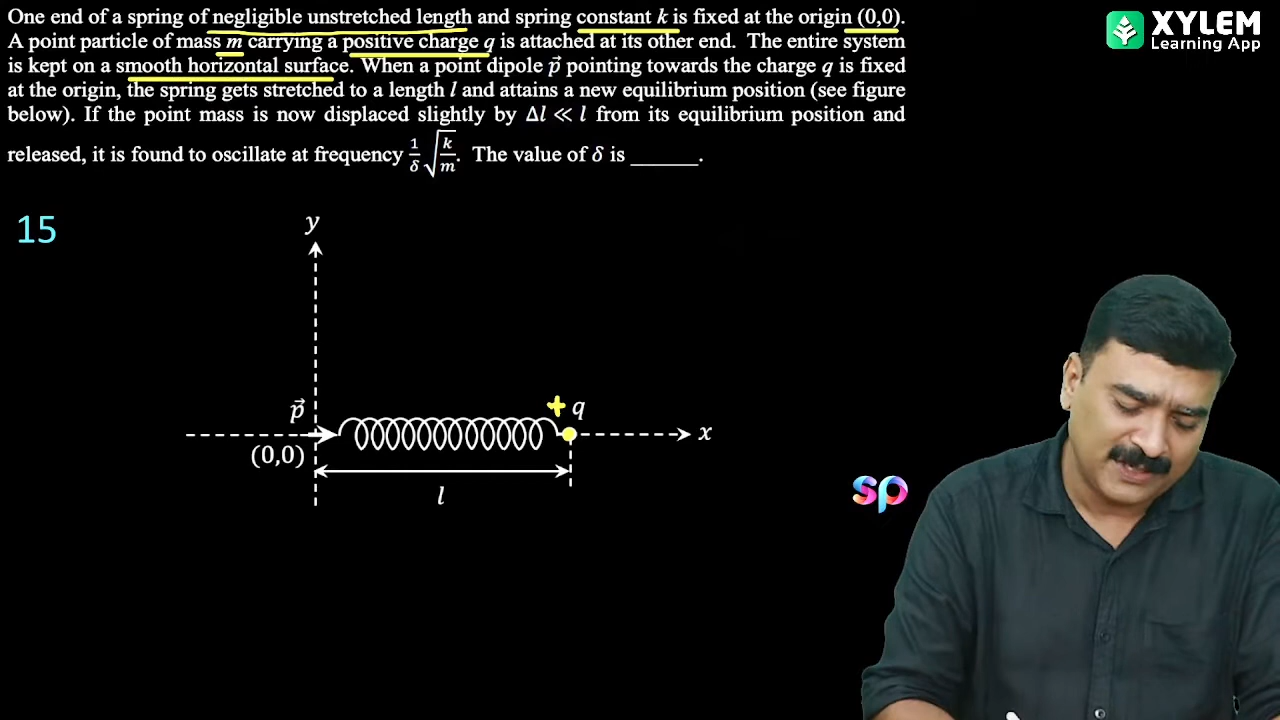 One end of a spring of negligible unstretched length and spring constant k is fixed at the origin (0,0).
A point particle of mass m carrying a positive charge q is attached at its other end. The entire system
is kept on a smooth horizontal surface. When a point dipole p⃗ pointing towards the charge q is fixed
at the origin, the spring gets stretched to a length l and attains a new equilibrium position (see figure
below). If the point mass is now displaced slightly by Δl ≪ l from its equilibrium position and
released, it is found to oscillate at frequency 1/δ √(k/m). The value of δ is ______.
XYLEM
Learning App
15
y
p⃗
+ q
x
(0,0)
l
sp